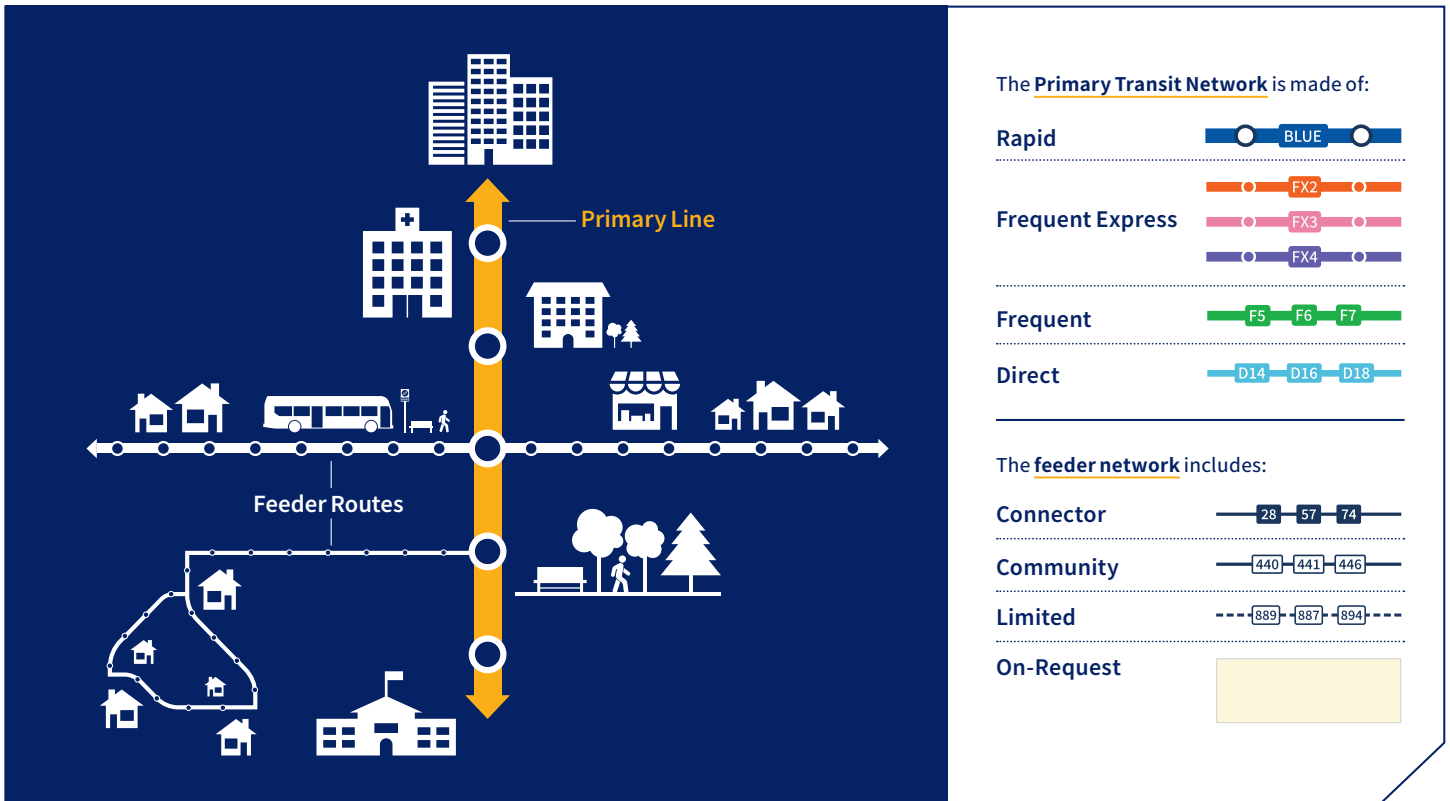 Primary Line
Feeder Routes
The Primary Transit Network is made of:
Rapid
BLUE
Frequent Express
FX2
FX3
FX4
Frequent
F5 F6 F7
Direct
D14 D16 D18
The feeder network includes:
Connector
28 57 74
Community
440 441 446
Limited
889 887 894
On-Request